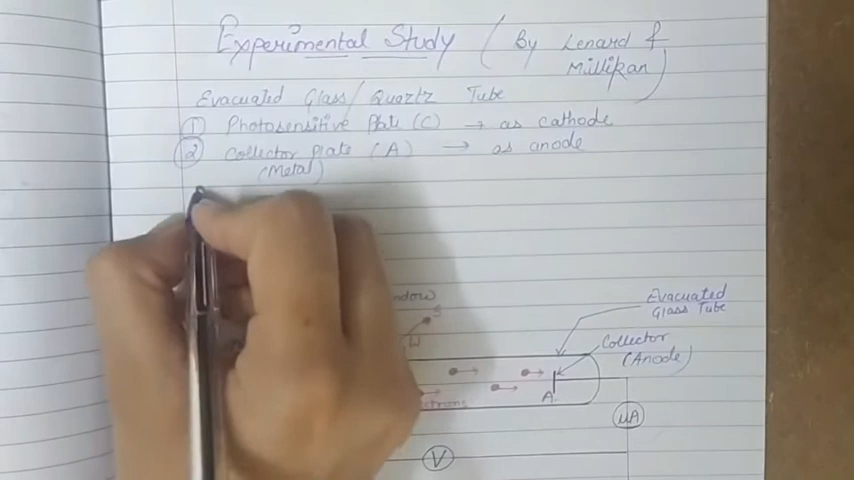 Experimental Study (By Lenard &
Millikan)
Evacuated Glass/Quartz Tube
① Photosensitive Plate (C) → as cathode
② Collector plate (A) → as anode
(Metal)
S
W
Evacuated
Glass Tube
Collector
(Anode)
A
μA
V